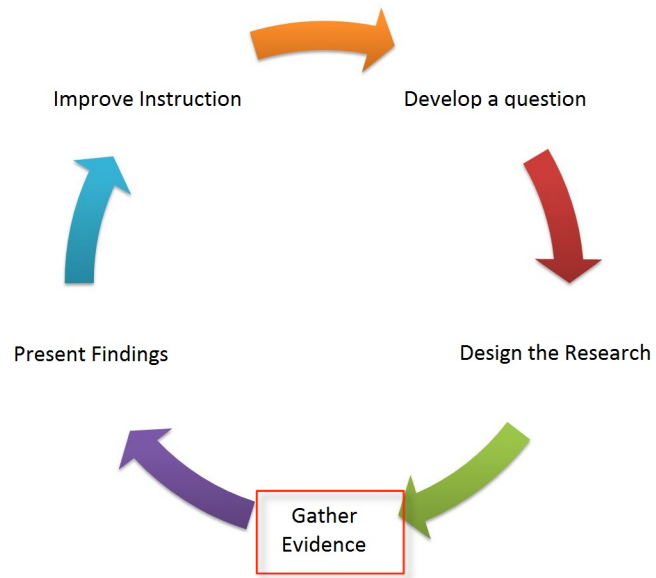 Improve Instruction
Develop a question
Present Findings
Design the Research
Gather
Evidence